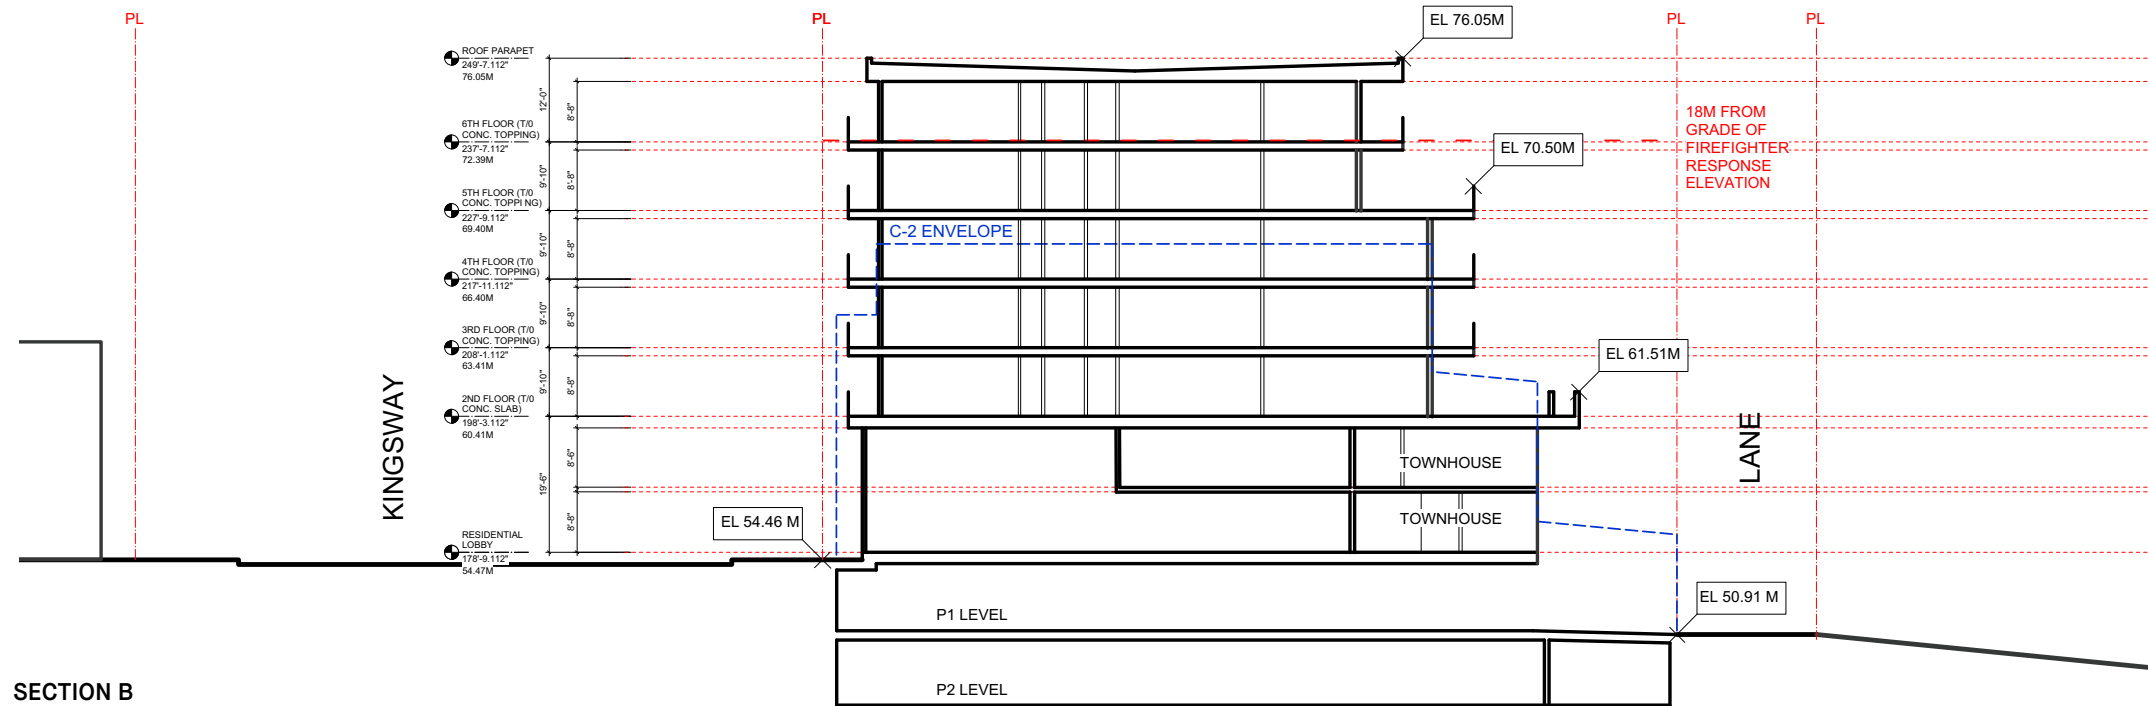 PL
PL
PL
PL
EL 76.05M
ROOF PARAPET
249'-7.112"
76.05M
12'-0"
8'-8"
6TH FLOOR (T/0
CONC. TOPPING)
237'-7.112"
72.39M
18M FROM
GRADE OF
FIREFIGHTER
RESPONSE
ELEVATION
EL 70.50M
9'-10"
8'-8"
5TH FLOOR (T/0
CONC. TOPPI NG)
227'-9.112"
69.40M
C-2 ENVELOPE
9'-10"
8'-8"
4TH FLOOR (T/0
CONC. TOPPING)
217'-11.112"
66.40M
9'-10"
8'-8"
3RD FLOOR (T/0
CONC. TOPPING)
208'-1.112"
63.41M
EL 61.51M
9'-10"
8'-8"
2ND FLOOR (T/0
CONC. SLAB)
198'-3.112"
60.41M
KINGSWAY
LANE
8'-6"
19'-6"
8'-8"
TOWNHOUSE
TOWNHOUSE
EL 54.46 M
RESIDENTIAL
LOBBY
178'-9.112"
54.47M
EL 50.91 M
P1 LEVEL
P2 LEVEL
SECTION B